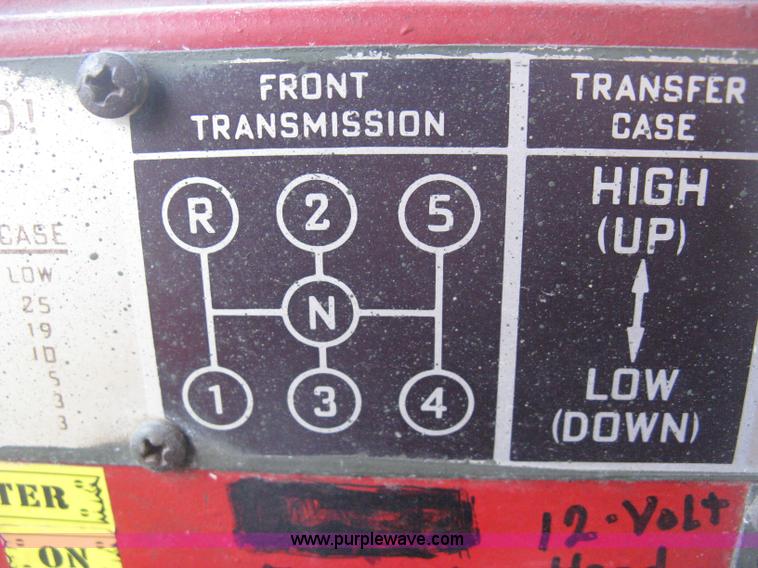 FRONT
TRANSMISSION
R 2 5
N
1 3 4
TRANSFER
CASE
HIGH
(UP)
LOW
(DOWN)
O!
CASE
LOW
25
19
10
5
3
3
TER
ON
12-Volt
www.purplewave.com